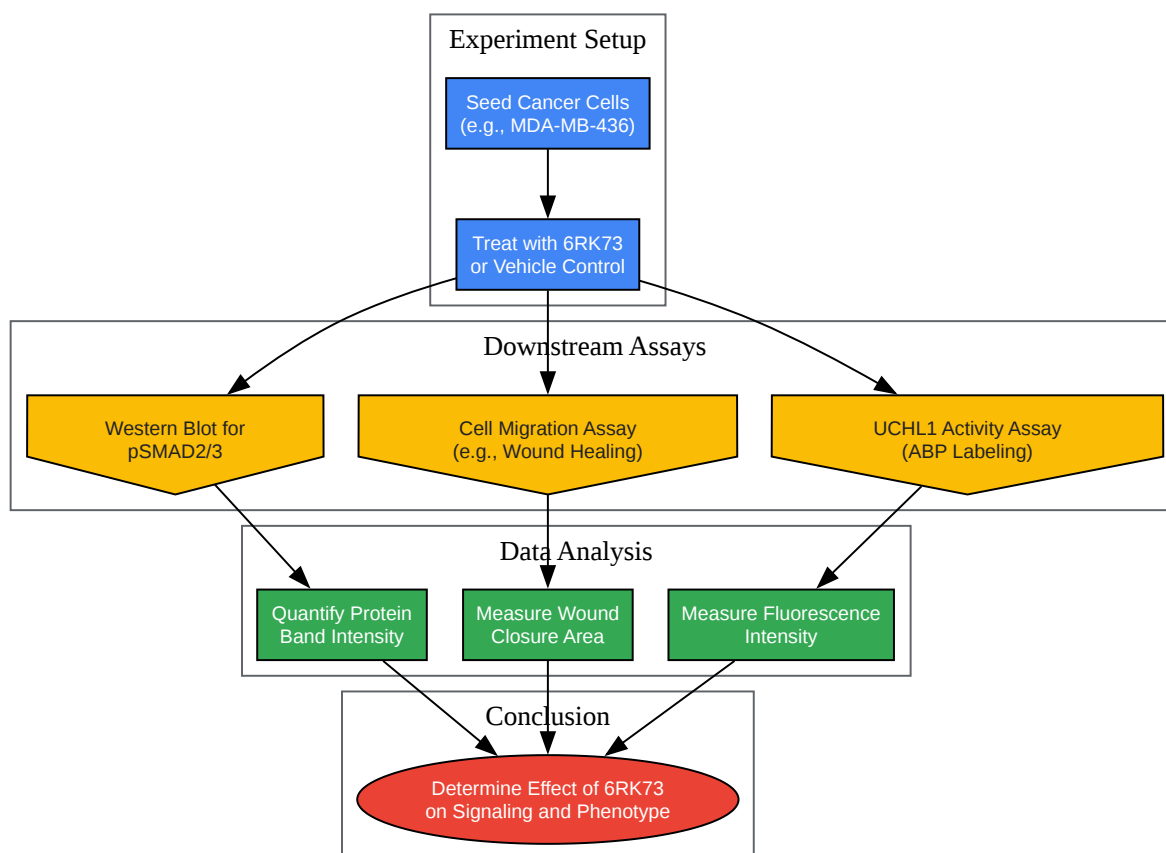 Experiment Setup
Seed Cancer Cells
(e.g., MDA-MB-436)
Treat with 6RK73
or Vehicle Control
Downstream Assays
Western Blot for
pSMAD2/3
Cell Migration Assay
(e.g., Wound Healing)
UCHL1 Activity Assay
(ABP Labeling)
Data Analysis
Quantify Protein
Band Intensity
Measure Wound
Closure Area
Measure Fluorescence
Intensity
Conclusion
Determine Effect of 6RK73
on Signaling and Phenotype